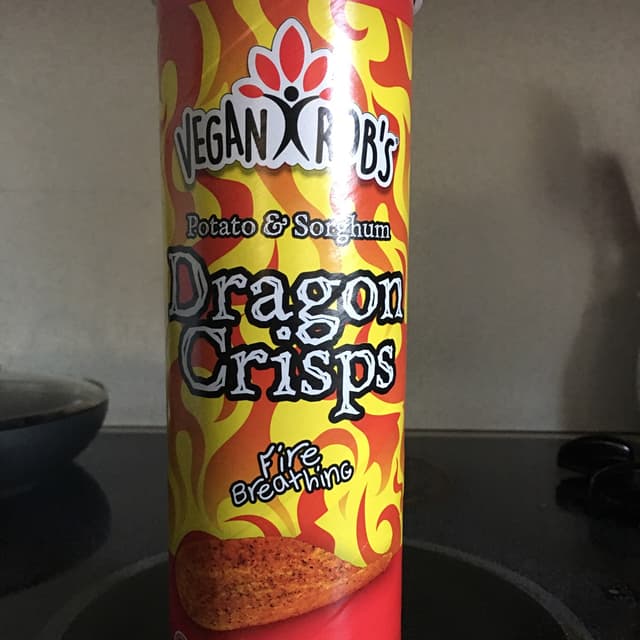 VEGAN ROB'S
Potato & Sorghum
Dragon
Crisps
Fire
Breathing